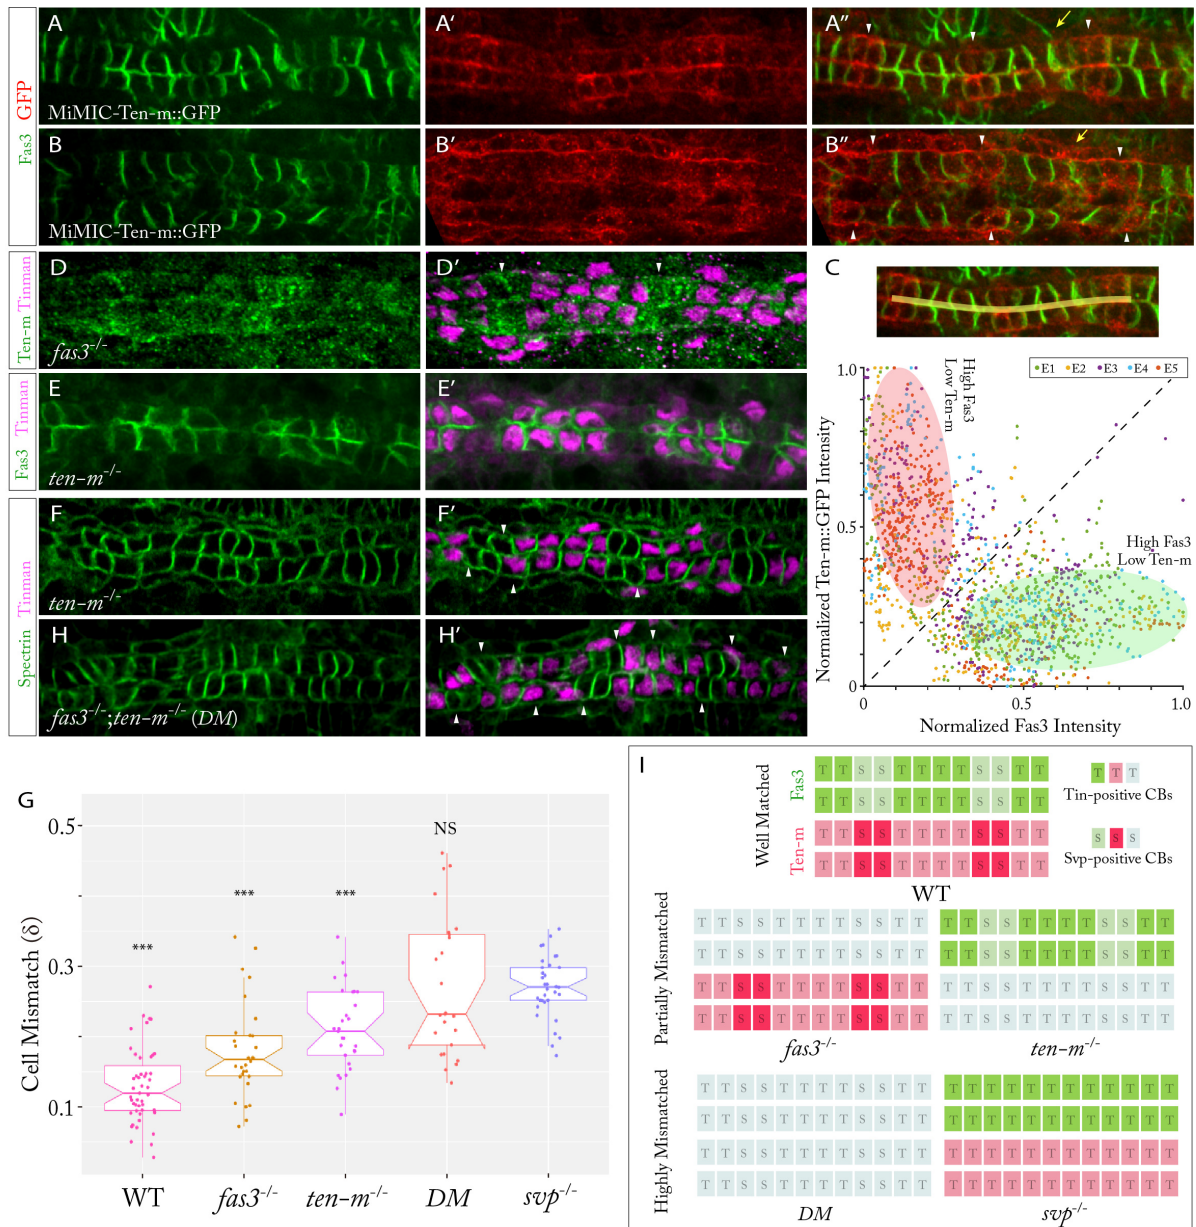 A
A′
A″
GFP
Fas3
MiMIC-Ten-m::GFP
B
B′
B″
MiMIC-Ten-m::GFP
D
D′
Ten-m Tinman
fas3-/-
E
E′
Fas3 Tinman
ten-m-/-
F
F′
Tinman
Spectrin
ten-m-/-
H
H′
fas3-/-;ten-m-/- (DM)
C
High Fas3
Low Ten-m
E1 E2 E3 E4 E5
High Fas3
Low Ten-m
Normalized Ten-m::GFP Intensity
1.0
0.5
0
0 0.5 1.0
Normalized Fas3 Intensity
G
Cell Mismatch (δ)
0.5
0.3
0.1
***
***
***
NS
WT fas3-/- ten-m-/- DM svp-/-
I
Well Matched
Fas3
Ten-m
T T S S T T T T S S T T
T T S S T T T T S S T T
T T S S T T T T S S T T
T T S S T T T T S S T T
WT
T T T
Tin-positive CBs
S S S
Svp-positive CBs
Partially Mismatched
T T S S T T T T S S T T
T T S S T T T T S S T T
T T S S T T T T S S T T
T T S S T T T T S S T T
fas3-/-
T T S S T T T T S S T T
T T S S T T T T S S T T
T T S S T T T T S S T T
T T S S T T T T S S T T
ten-m-/-
Highly Mismatched
T T S S T T T T S S T T
T T S S T T T T S S T T
T T S S T T T T S S T T
T T S S T T T T S S T T
DM
T T T T T T T T T T T T
T T T T T T T T T T T T
T T T T T T T T T T T T
T T T T T T T T T T T T
svp-/-